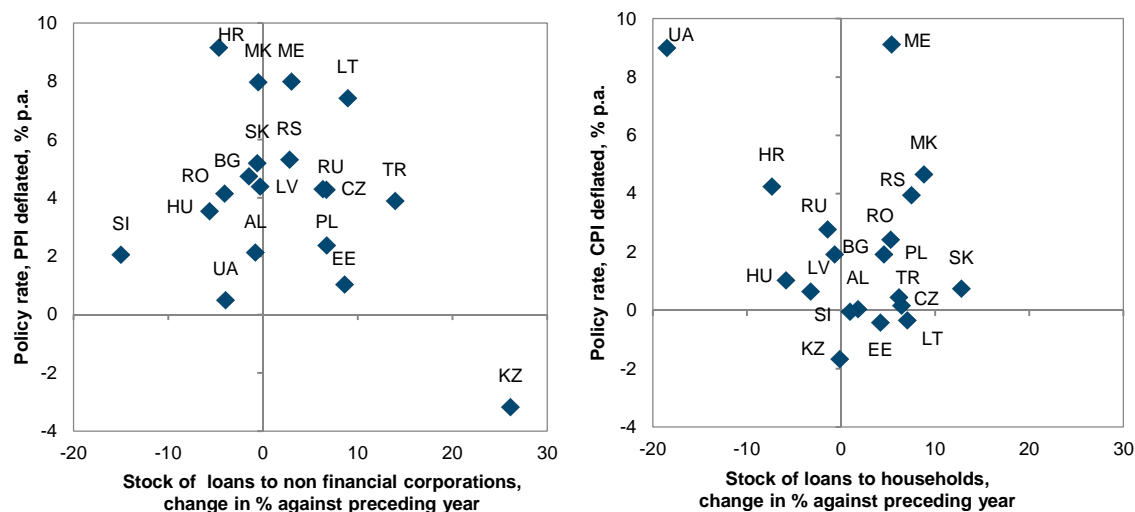 Policy rate, PPI deflated, % p.a.
10
8
6
4
2
0
-2
-4
-20
-10
0
10
20
30
HR
MK
ME
LT
SK
RS
BG
RO
RU
TR
LV
CZ
HU
SI
AL
PL
UA
EE
KZ
Stock of loans to non financial corporations,
change in % against preceding year
Policy rate, CPI deflated, % p.a.
10
8
6
4
2
0
-2
-4
-20
-10
0
10
20
30
UA
ME
HR
MK
RS
RU
RO
BG
PL
SK
HU
LV
AL
TR
CZ
SI
LT
KZ
EE
Stock of loans to households,
change in % against preceding year